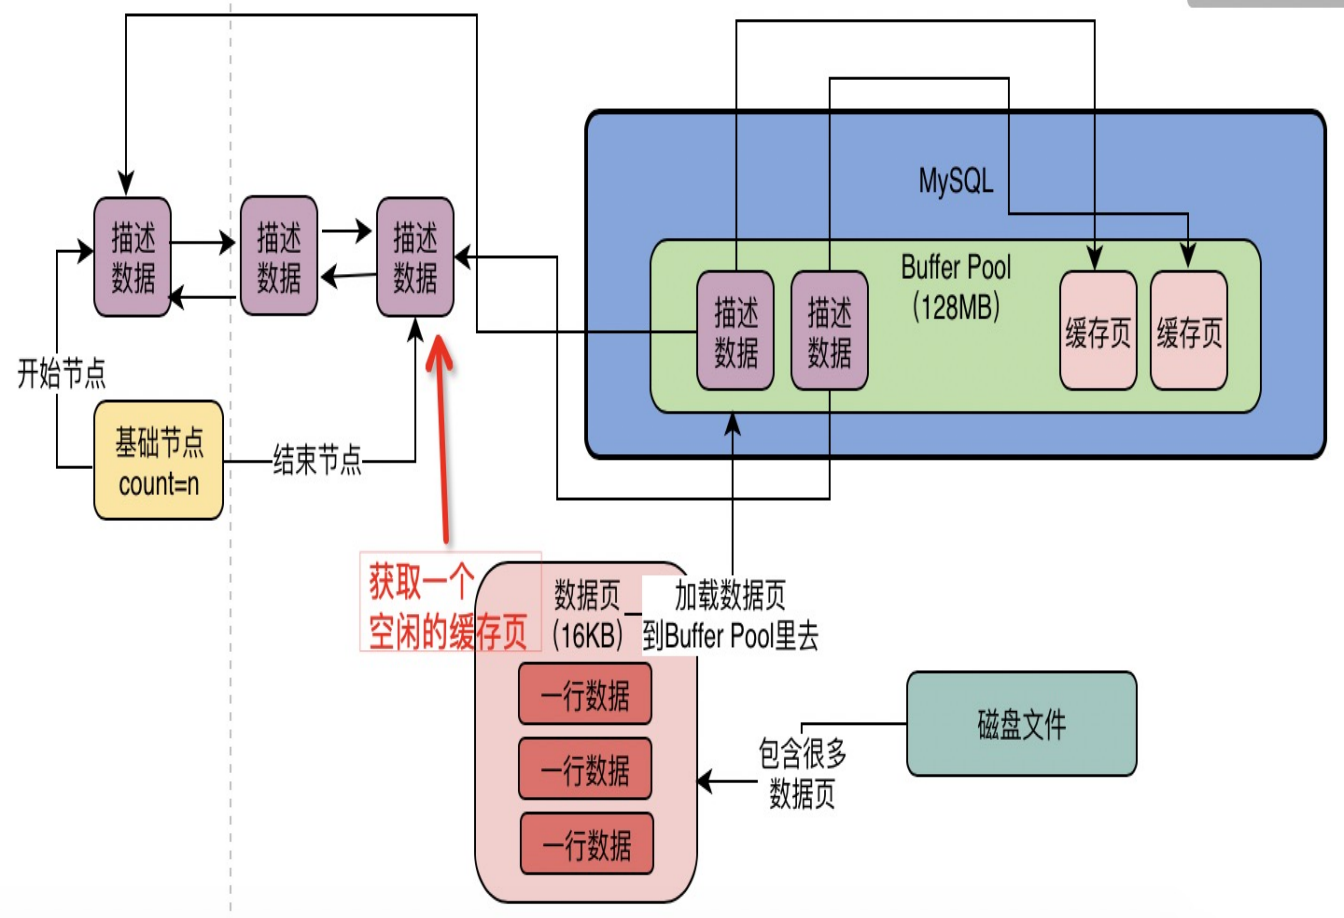 MySQL
Buffer Pool
(128MB)
描述
数据
描述
数据
描述
数据
描述
数据
描述
数据
缓存页
缓存页
开始节点
基础节点
count=n
结束节点
获取一个
空闲的缓存页
数据页
(16KB)
加载数据页
到Buffer Pool里去
一行数据
一行数据
一行数据
包含很多
数据页
磁盘文件